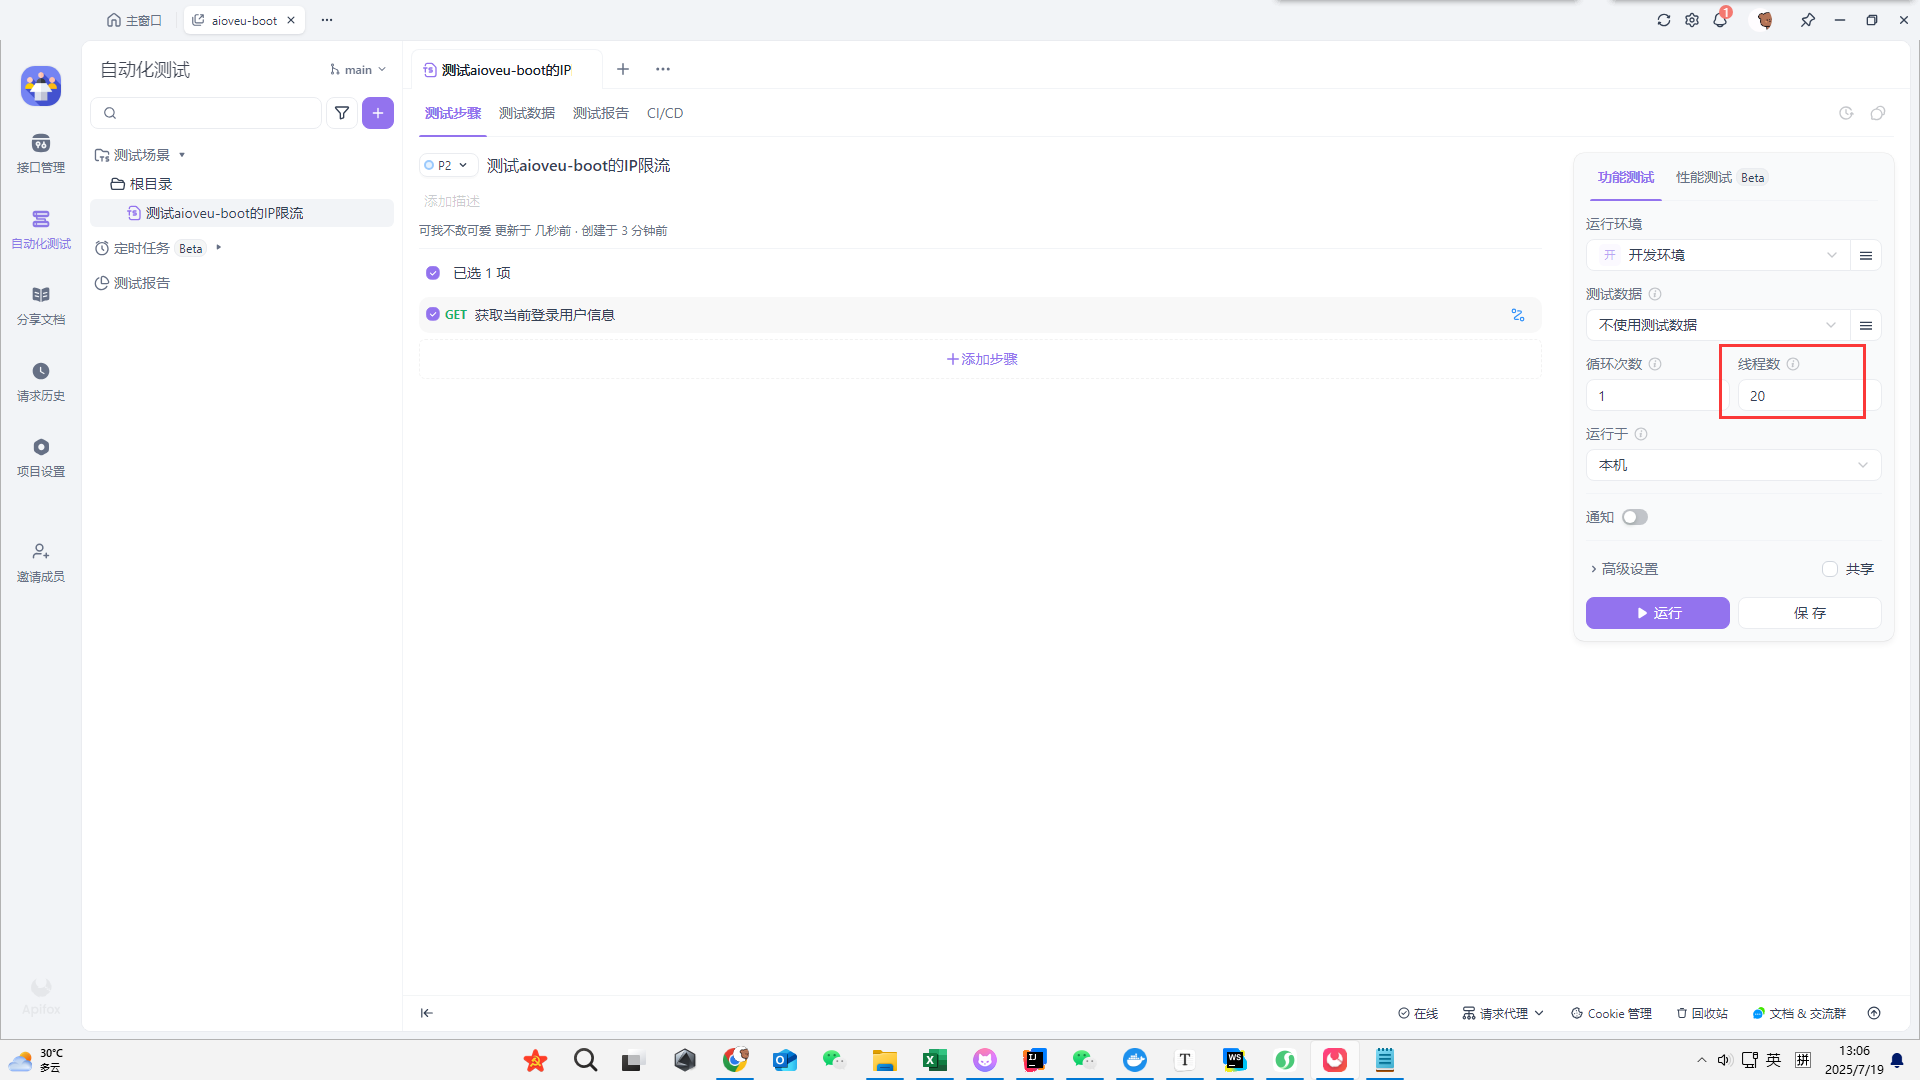 主窗口
aioveu-boot
1
自动化测试
main
测试aioveu-boot的IP
测试步骤
测试数据
测试报告
CI/CD
接口管理
自动化测试
分享文档
请求历史
项目设置
邀请成员
Apifox
测试场景
根目录
测试aioveu-boot的IP限流
定时任务 Beta
测试报告
P2
测试aioveu-boot的IP限流
添加描述
可我不敌可爱 更新于 几秒前 · 创建于 3 分钟前
已选 1 项
GET 获取当前登录用户信息
添加步骤
功能测试
性能测试 Beta
运行环境
开 开发环境
测试数据
不使用测试数据
循环次数
线程数
1
20
运行于
本机
通知
高级设置
共享
运行
保 存
在线
请求代理
Cookie 管理
回收站
文档 & 交流群
30℃
多云
英
拼
13:06
2025/7/19